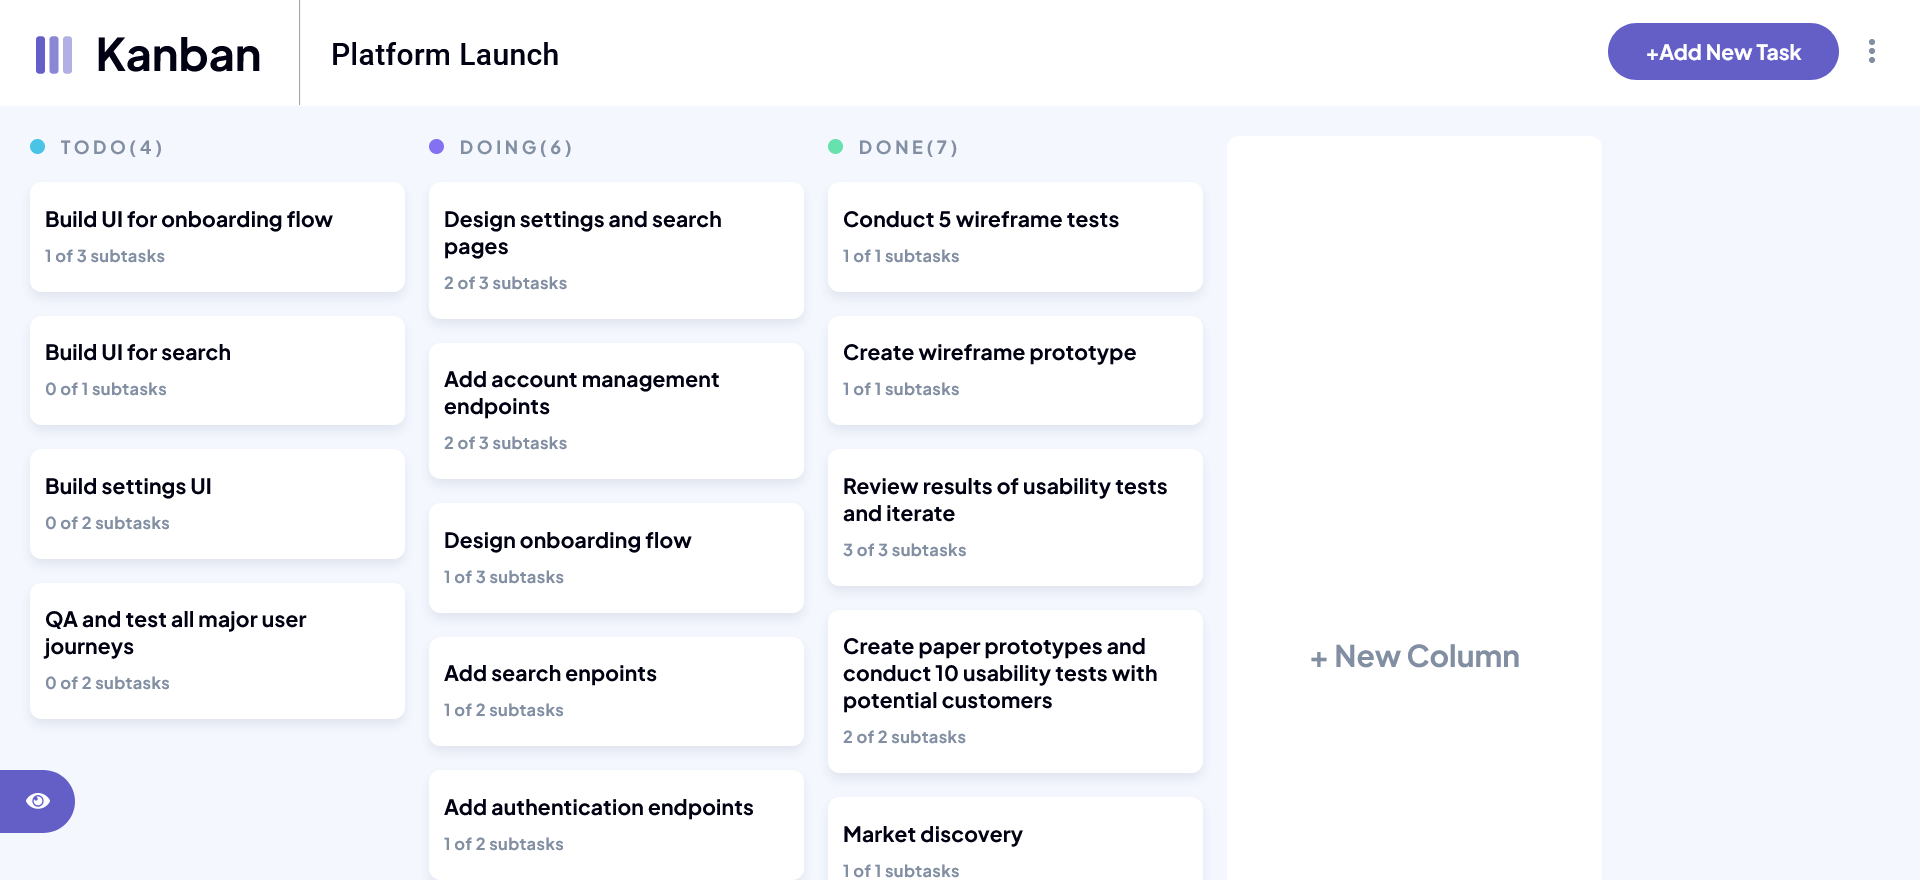 Kanban
Platform Launch
+Add New Task
TODO(4)
Build UI for onboarding flow
1 of 3 subtasks
Build UI for search
0 of 1 subtasks
Build settings UI
0 of 2 subtasks
QA and test all major user
journeys
0 of 2 subtasks
DOING(6)
Design settings and search
pages
2 of 3 subtasks
Add account management
endpoints
2 of 3 subtasks
Design onboarding flow
1 of 3 subtasks
Add search enpoints
1 of 2 subtasks
Add authentication endpoints
1 of 2 subtasks
DONE(7)
Conduct 5 wireframe tests
1 of 1 subtasks
Create wireframe prototype
1 of 1 subtasks
Review results of usability tests
and iterate
3 of 3 subtasks
Create paper prototypes and
conduct 10 usability tests with
potential customers
2 of 2 subtasks
Market discovery
1 of 1 subtasks
+ New Column